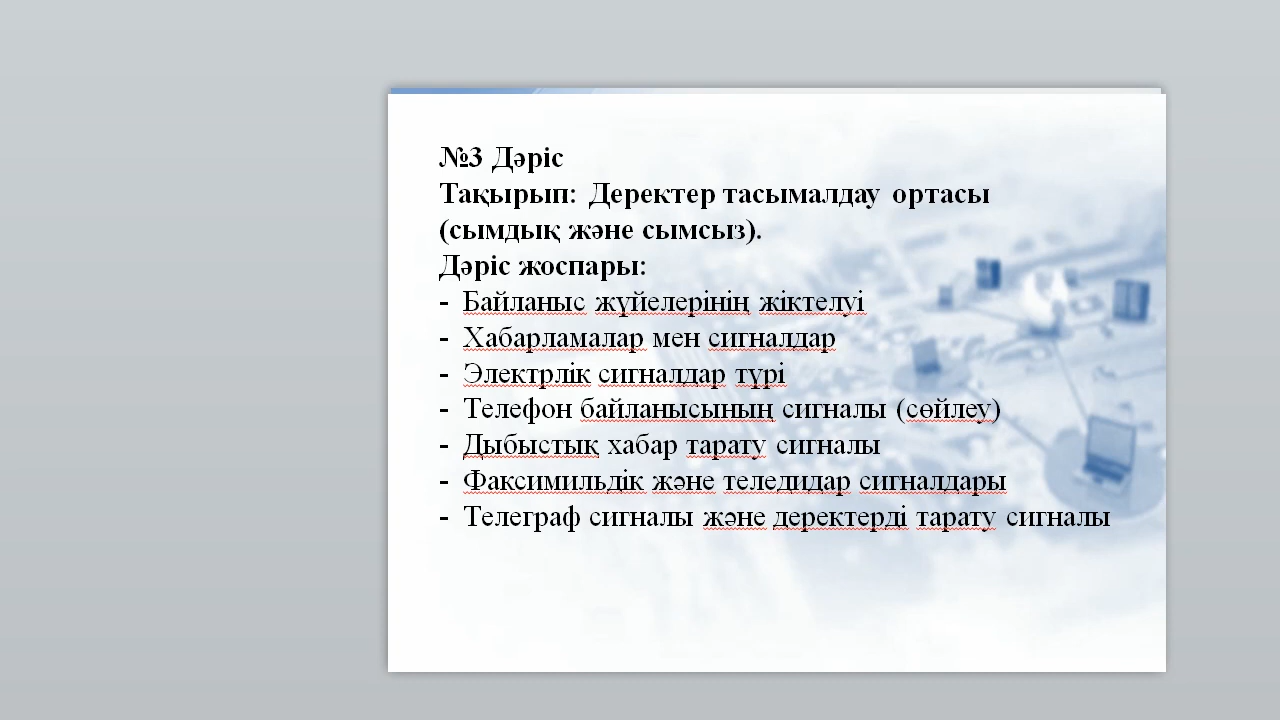 №3 Дәріс
Тақырып: Деректер тасымалдау ортасы
(сымдық және сымсыз).
Дәріс жоспары:
- Байланыс жүйелерінің жіктелуі
- Хабарламалар мен сигналдар
- Электрлік сигналдар түрі
- Телефон байланысының сигналы (сөйлеу)
- Дыбыстық хабар тарату сигналы
- Факсимильдік және теледидар сигналдары
- Телеграф сигналы және деректерді тарату сигналы